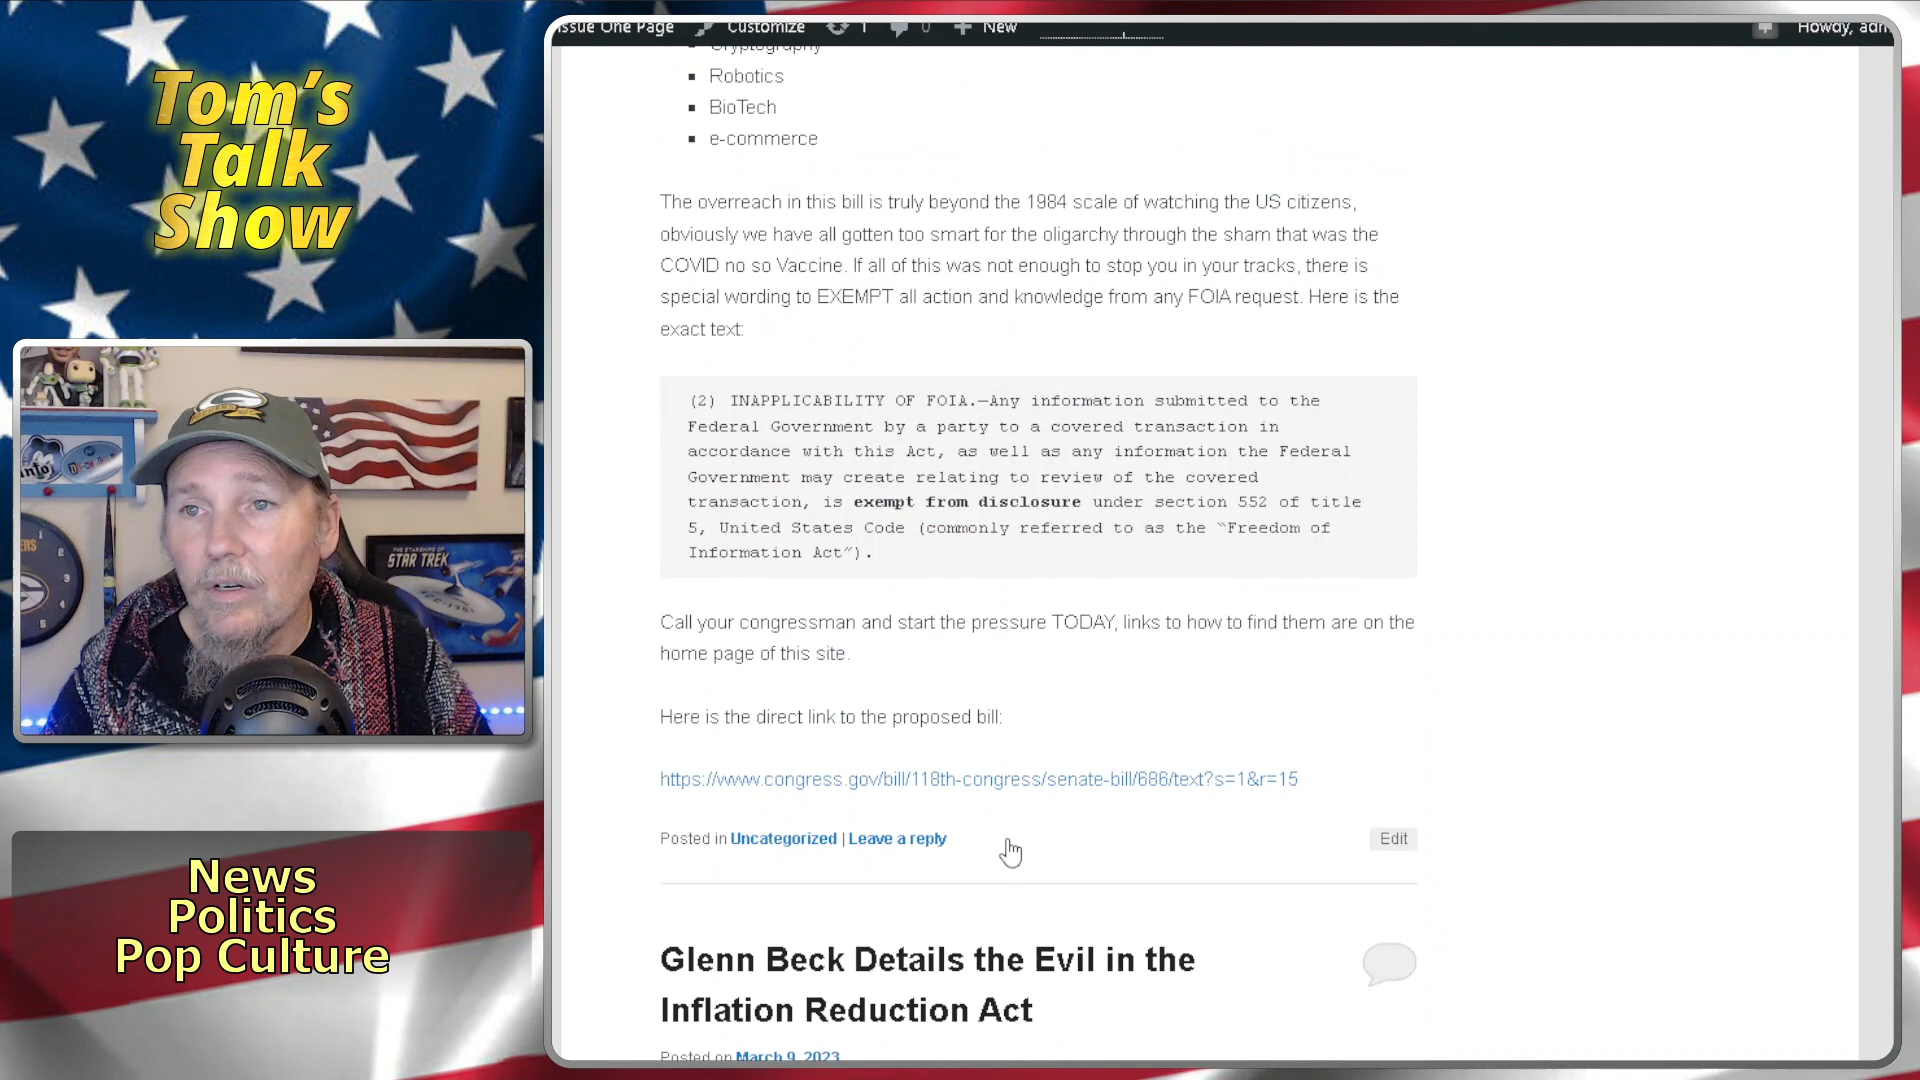 Tom's
Talk
Show
Issue One Page Customize 1 0 New
Howdy, adm
Cryptography
Robotics
BioTech
e-commerce
The overreach in this bill is truly beyond the 1984 scale of watching the US citizens,
obviously we have all gotten too smart for the oligarchy through the sham that was the
COVID no so Vaccine. If all of this was not enough to stop you in your tracks, there is
special wording to EXEMPT all action and knowledge from any FOIA request. Here is the
exact text:
(2) INAPPLICABILITY OF FOIA.—Any information submitted to the
Federal Government by a party to a covered transaction in
accordance with this Act, as well as any information the Federal
Government may create relating to review of the covered
transaction, is exempt from disclosure under section 552 of title
5, United States Code (commonly referred to as the “Freedom of
Information Act”).
Call your congressman and start the pressure TODAY, links to how to find them are on the
home page of this site.
Here is the direct link to the proposed bill:
https://www.congress.gov/bill/118th-congress/senate-bill/686/text?s=1&r=15
Posted in Uncategorized | Leave a reply
Edit
Glenn Beck Details the Evil in the
Inflation Reduction Act
Posted on March 9, 2023
THE STARSHIPS OF
STAR TREK
News
Politics
Pop Culture